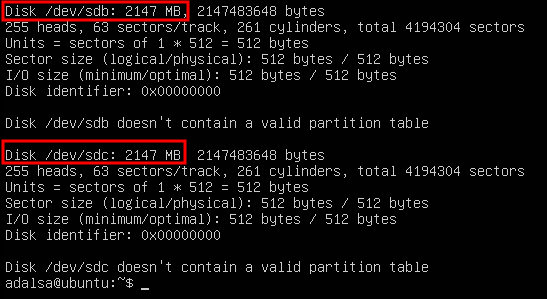 Disk /dev/sdb: 2147 MB, 2147483648 bytes
255 heads, 63 sectors/track, 261 cylinders, total 4194304 sectors
Units = sectors of 1 * 512 = 512 bytes
Sector size (logical/physical): 512 bytes / 512 bytes
I/O size (minimum/optimal): 512 bytes / 512 bytes
Disk identifier: 0x00000000
Disk /dev/sdb doesn't contain a valid partition table
Disk /dev/sdc: 2147 MB 2147483648 bytes
255 heads, 63 sectors/track, 261 cylinders, total 4194304 sectors
Units = sectors of 1 * 512 = 512 bytes
Sector size (logical/physical): 512 bytes / 512 bytes
I/O size (minimum/optimal): 512 bytes / 512 bytes
Disk identifier: 0x00000000
Disk /dev/sdc doesn't contain a valid partition table
adalsa@ubuntu:~$ _